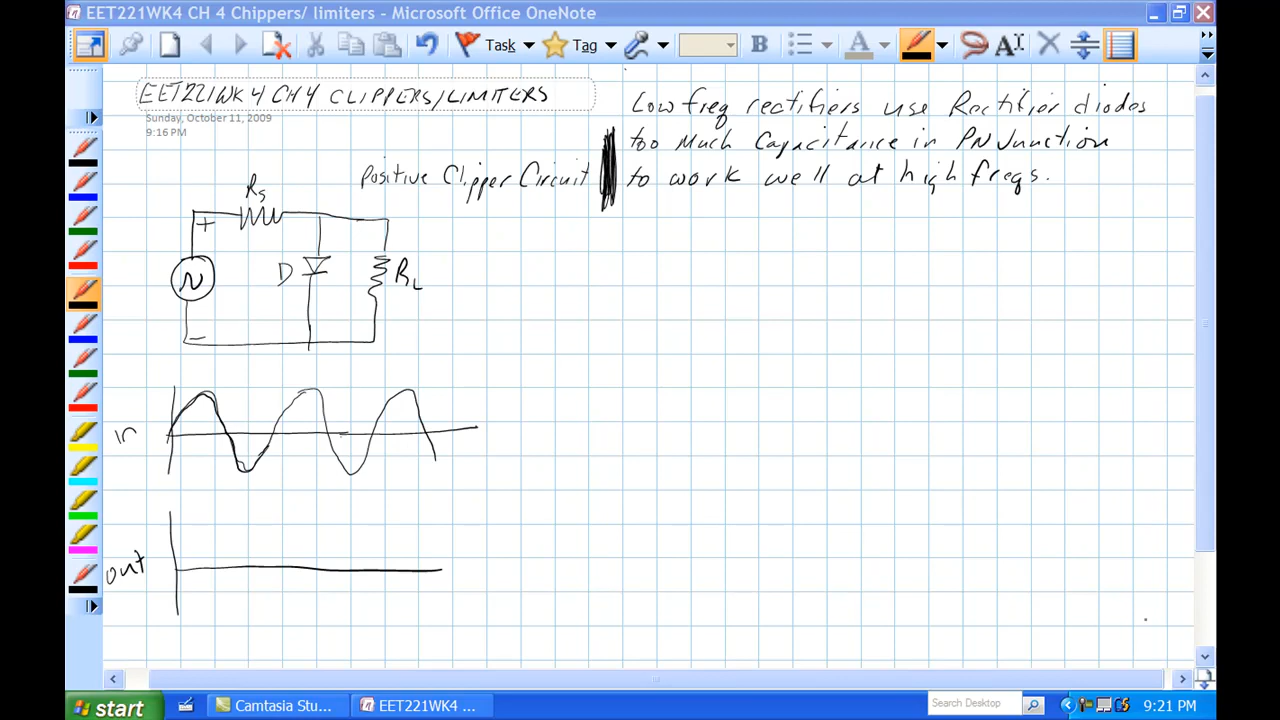 EET221WK4 CH 4 Chippers/ limiters - Microsoft Office OneNote
Task
Tag
B
A
A
EET221WK4 CH4 CLIPPERS/LIMITERS
Sunday, October 11, 2009
9:16 PM
Low freq rectifiers use Rectifier diodes
too Much Capacitance in PN Junction
to work well at high freqs.
Positive Clipper Circuit
Rs
+
D
RL
-
in
out
start
Camtasia Stu...
EET221WK4 ...
Search Desktop
9:21 PM